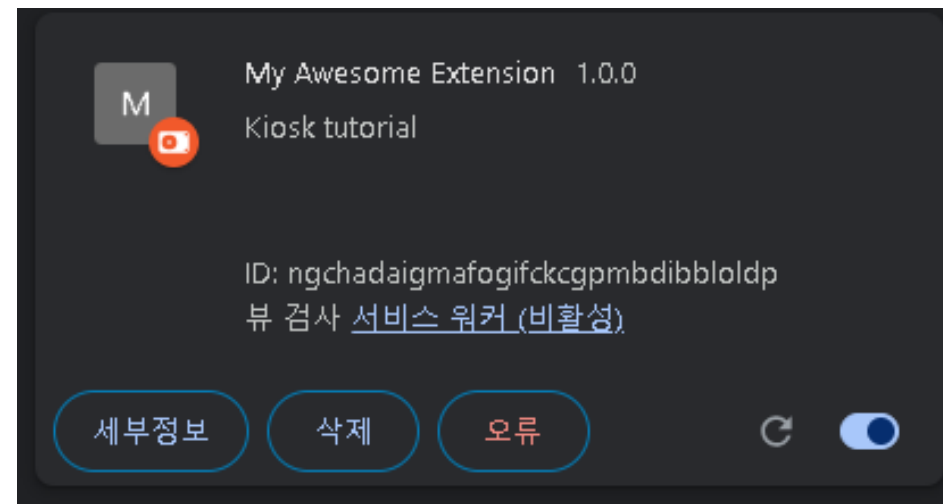 M
My Awesome Extension 1.0.0
Kiosk tutorial
ID: ngchadaigmafogifckcgpmbdibbloldp
뷰 검사 서비스 워커 (비활성)
세부정보 삭제 오류